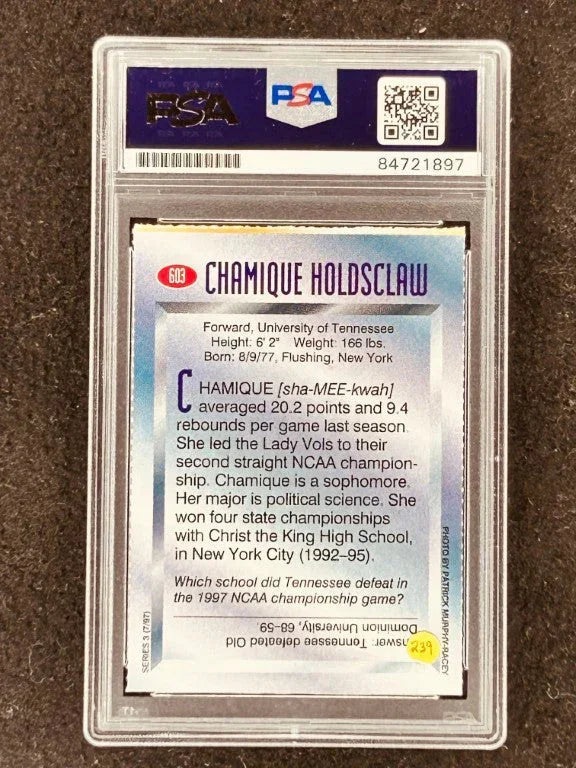 PSA
PSA
84721897
603 CHAMIQUE HOLDSCLAW
Forward, University of Tennessee
Height: 6' 2" Weight: 166 lbs.
Born: 8/9/77, Flushing, New York
CHAMIQUE [sha-MEE-kwah]
averaged 20.2 points and 9.4
rebounds per game last season.
She led the Lady Vols to their
second straight NCAA champion-
ship. Chamique is a sophomore.
Her major is political science. She
won four state championships
with Christ the King High School,
in New York City (1992–95).
Which school did Tennessee defeat in
the 1997 NCAA championship game?
nswer: Tennessee defeated Old
Dominion University, 68–59.
239
SERIES 3 (7/97)
PHOTO BY PATRICK MURPHY-RACEY